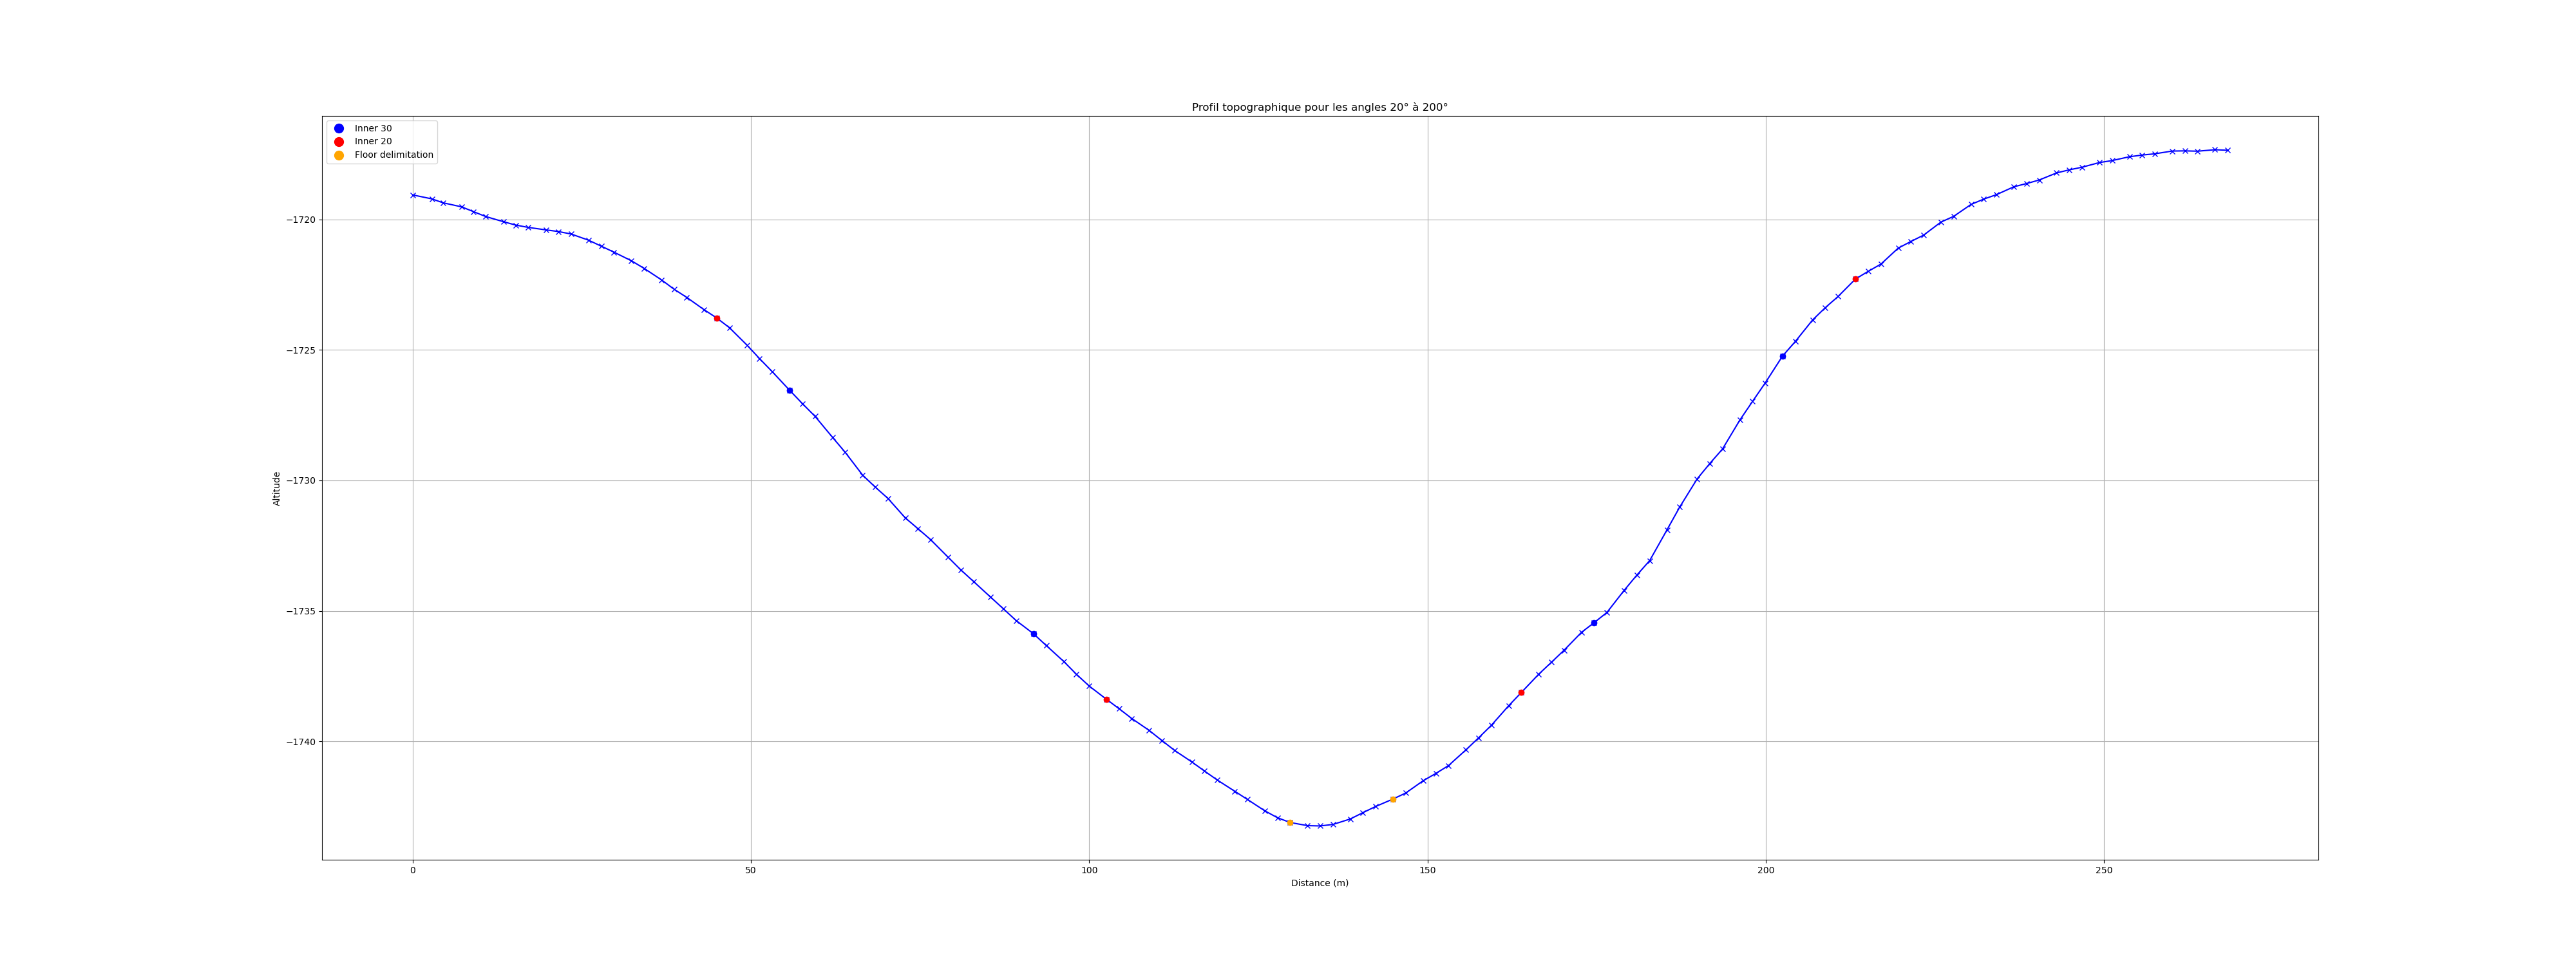 Profil topographique pour les angles 20° à 200°
Inner 30
Inner 20
Floor delimitation
Altitude
−1720
−1725
−1730
−1735
−1740
0
50
100
150
200
250
Distance (m)